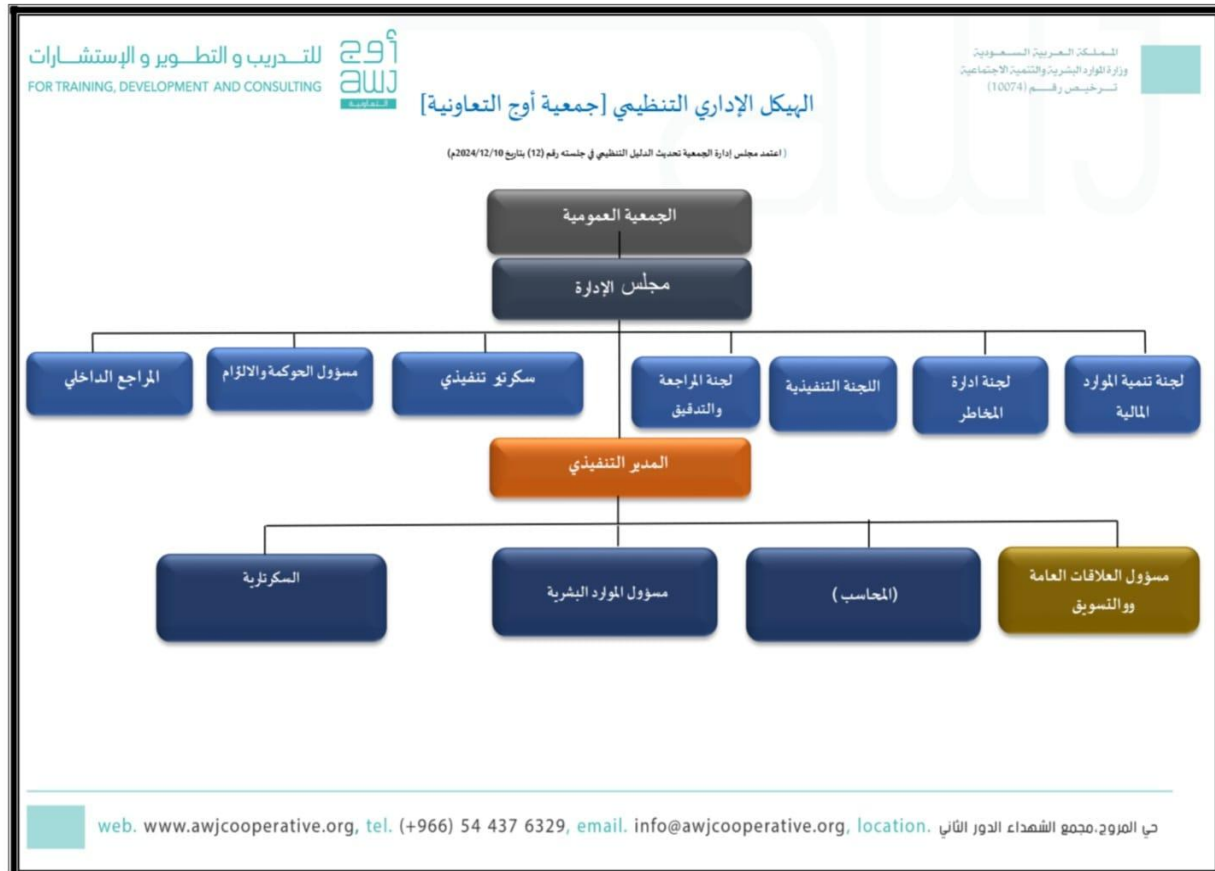 المملكة العربية السعودية
وزارة الموارد البشرية والتنمية الاجتماعية
ترخيص رقم (10074)
أوج
awj
التعاونية
للتدريب و التطوير و الإستشارات
FOR TRAINING, DEVELOPMENT AND CONSULTING
الهيكل الإداري التنظيمي [جمعية أوج التعاونية]
( اعتمد مجلس إدارة الجمعية تحديث الدليل التنظيمي في جلسته رقم (12) بتاريخ 2024/12/10م)
الجمعية العمومية
مجلس الإدارة
لجنة تنمية الموارد
المالية
لجنة ادارة
المخاطر
اللجنة التنفيذية
لجنة المراجعة
والتدقيق
سكرتير تنفيذي
مسؤول الحوكمة والالتزام
المراجع الداخلي
المدير التنفيذي
مسؤول العلاقات العامة
ووالتسويق
(المحاسب )
مسؤول الموارد البشرية
السكرتارية
web. www.awjcooperative.org, tel. (+966) 54 437 6329, email. info@awjcooperative.org, location. حي المروج،مجمع الشهداء الدور الثاني